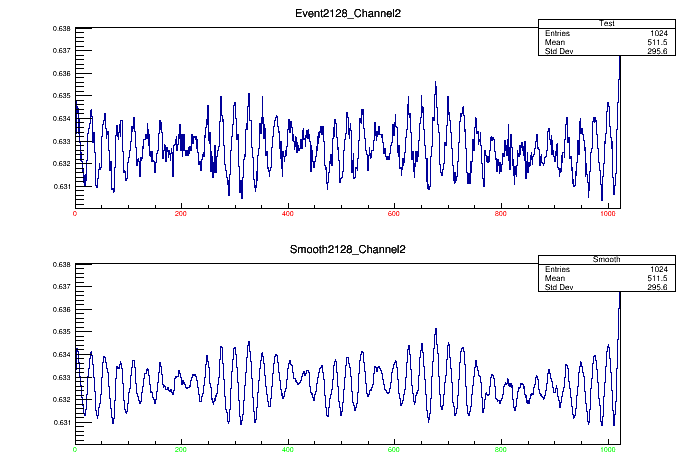 Event2128_Channel2
Test
Entries 1024
Mean 511.5
Std Dev 295.6
0.638
0.637
0.636
0.635
0.634
0.633
0.632
0.631
0 200 400 600 800 1000
Smooth2128_Channel2
Smooth
Entries 1024
Mean 511.5
Std Dev 295.6
0.638
0.637
0.636
0.635
0.634
0.633
0.632
0.631
0 200 400 600 800 1000